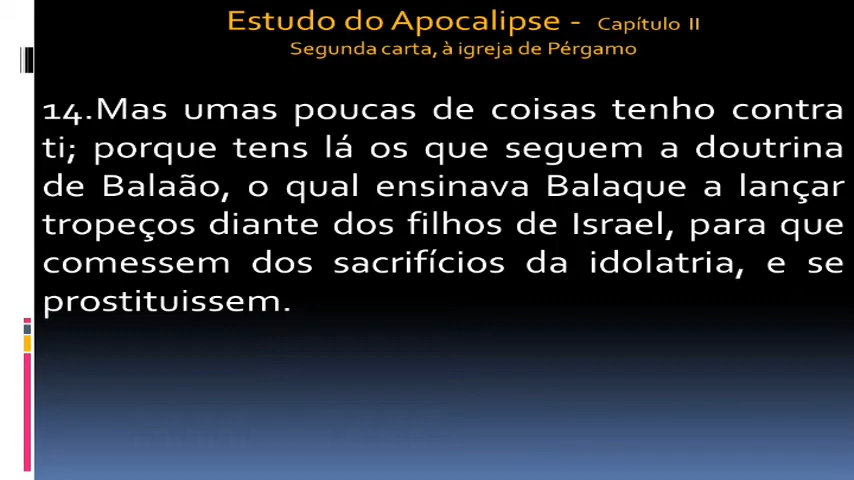 Estudo do Apocalipse - Capítulo II
Segunda carta, à igreja de Pérgamo
14.Mas umas poucas de coisas tenho contra
ti; porque tens lá os que seguem a doutrina
de Balaão, o qual ensinava Balaque a lançar
tropeços diante dos filhos de Israel, para que
comessem dos sacrifícios da idolatria, e se
prostituissem.